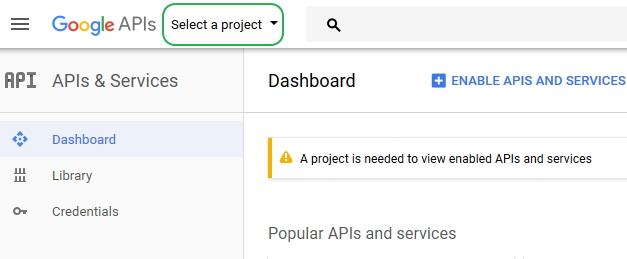 Google APIs Select a project
API APIs & Services Dashboard ENABLE APIS AND SERVICES
Dashboard
Library
Credentials
A project is needed to view enabled APIs and services
Popular APIs and services